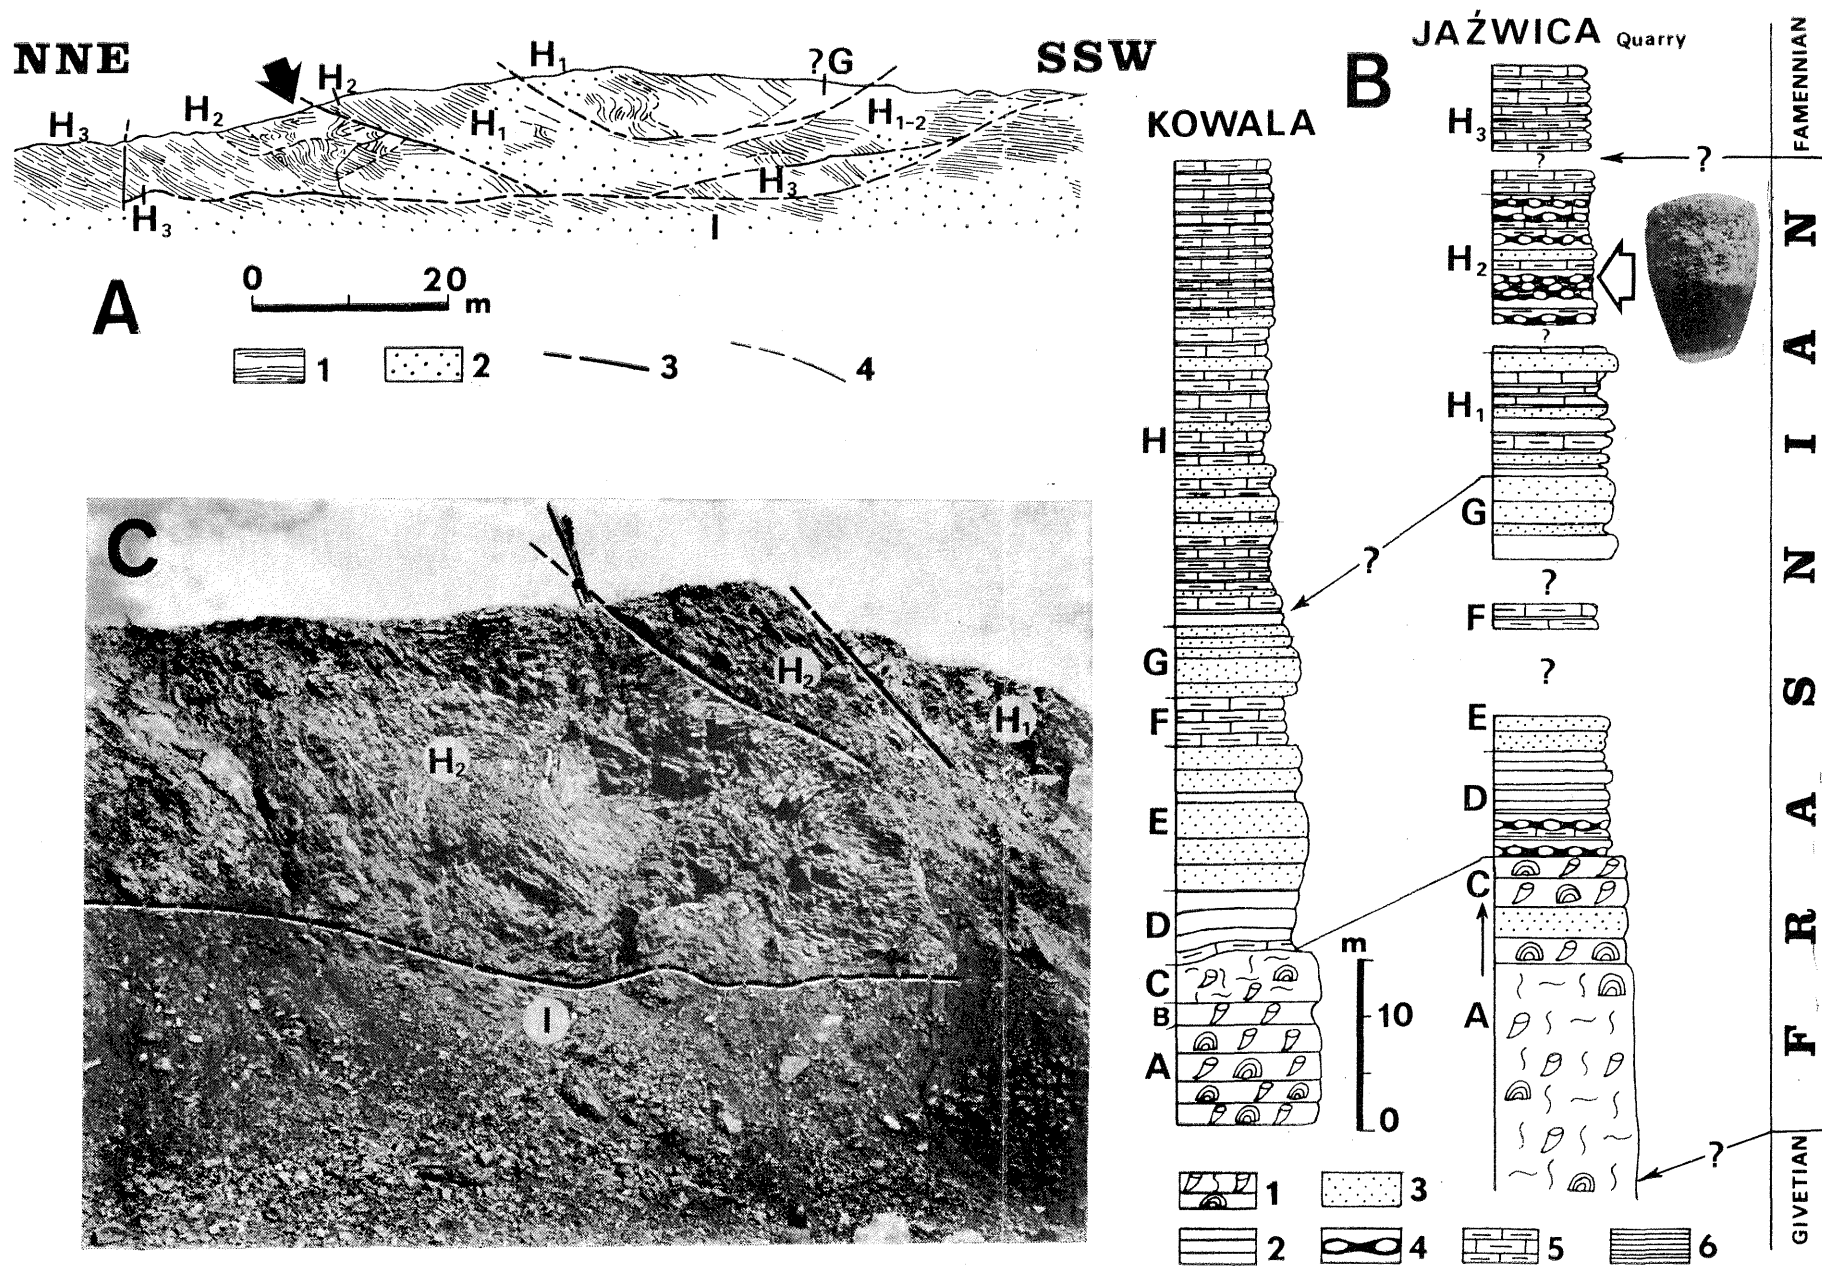 NNE
SSW
H3
H2
H2
H1
H1
?G
H1-2
H3
H3
I
A
0 20 m
1 2 3 4
C
H2
H2
H1
I
B
JAŹWICA Quarry
KOWALA
H
G
F
E
D
C
B
A
H3
?
?
H2
?
H1
G
?
?
F
?
E
D
C
A
?
m
10
0
1 3
2 4 5 6
FAMENNIAN
FRASNIAN
GIVETIAN